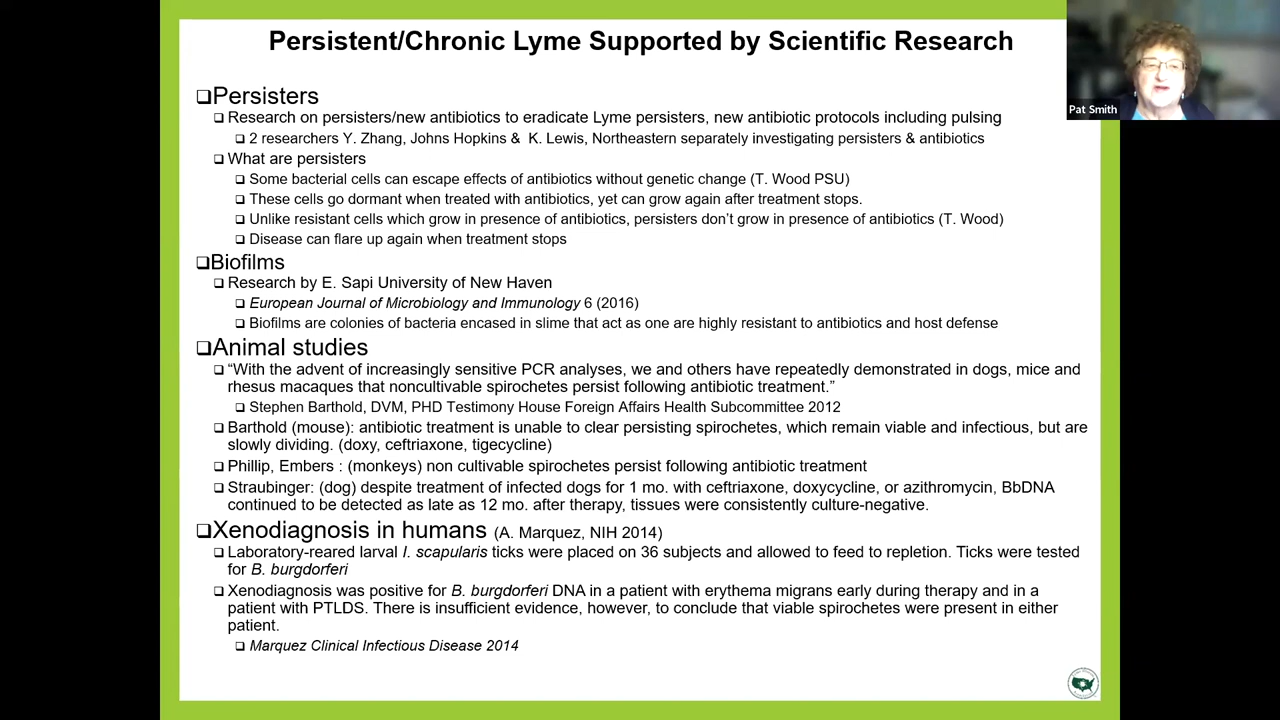 Persistent/Chronic Lyme Supported by Scientific Research
Pat Smith
❑Persisters
❑ Research on persisters/new antibiotics to eradicate Lyme persisters, new antibiotic protocols including pulsing
❑ 2 researchers Y. Zhang, Johns Hopkins & K. Lewis, Northeastern separately investigating persisters & antibiotics
❑ What are persisters
❑ Some bacterial cells can escape effects of antibiotics without genetic change (T. Wood PSU)
❑ These cells go dormant when treated with antibiotics, yet can grow again after treatment stops.
❑ Unlike resistant cells which grow in presence of antibiotics, persisters don't grow in presence of antibiotics (T. Wood)
❑ Disease can flare up again when treatment stops
❑Biofilms
❑ Research by E. Sapi University of New Haven
❑ European Journal of Microbiology and Immunology 6 (2016)
❑ Biofilms are colonies of bacteria encased in slime that act as one are highly resistant to antibiotics and host defense
❑Animal studies
❑ “With the advent of increasingly sensitive PCR analyses, we and others have repeatedly demonstrated in dogs, mice and
rhesus macaques that noncultivable spirochetes persist following antibiotic treatment.”
❑ Stephen Barthold, DVM, PHD Testimony House Foreign Affairs Health Subcommittee 2012
❑ Barthold (mouse): antibiotic treatment is unable to clear persisting spirochetes, which remain viable and infectious, but are
slowly dividing. (doxy, ceftriaxone, tigecycline)
❑ Phillip, Embers : (monkeys) non cultivable spirochetes persist following antibiotic treatment
❑ Straubinger: (dog) despite treatment of infected dogs for 1 mo. with ceftriaxone, doxycycline, or azithromycin, BbDNA
continued to be detected as late as 12 mo. after therapy, tissues were consistently culture-negative.
❑Xenodiagnosis in humans (A. Marquez, NIH 2014)
❑ Laboratory-reared larval I. scapularis ticks were placed on 36 subjects and allowed to feed to repletion. Ticks were tested
for B. burgdorferi
❑ Xenodiagnosis was positive for B. burgdorferi DNA in a patient with erythema migrans early during therapy and in a
patient with PTLDS. There is insufficient evidence, however, to conclude that viable spirochetes were present in either
patient.
❑ Marquez Clinical Infectious Disease 2014